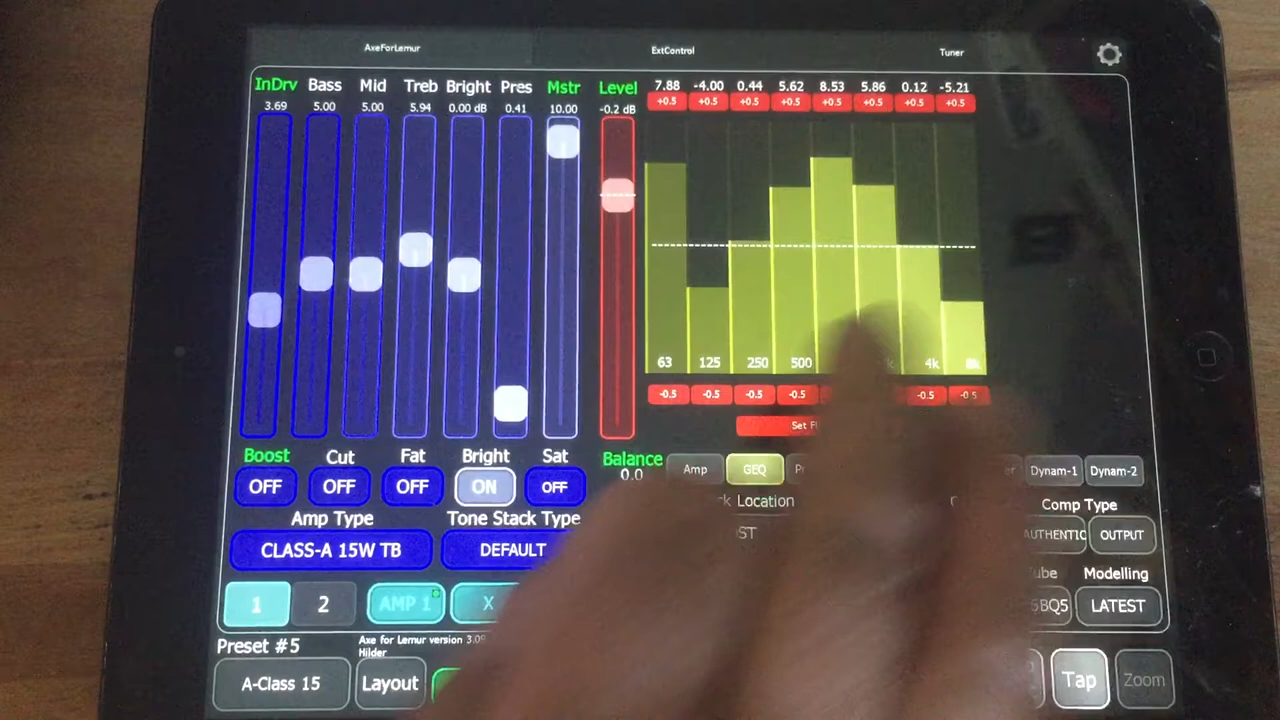 AxeForLemur ExtControl Tuner
InDrv Bass Mid Treb Bright Pres Mstr Level 7.88 -4.00 0.44 5.62 8.53 5.86 0.12 -5.21
3.69 5.00 5.00 5.94 0.00 dB 0.41 10.00 -0.2 dB +0.5 +0.5 +0.5 +0.5 +0.5 +0.5 +0.5 +0.5
63 125 250 500 4k 8k
-0.5 -0.5 -0.5 -0.5 -0.5 -0.5
Set
Boost Cut Fat Bright Sat Balance
0.0
OFF OFF OFF ON OFF Amp GEQ Dynam-1 Dynam-2
Location Comp Type
Amp Type Tone Stack Type
CLASS-A 15W TB DEFAULT AUTHENTIC OUTPUT
Modelling
1 2 AMP 1 X 6BQ5 LATEST
Preset #5 Axe for Lemur version 3.09
Hilder
A-Class 15 Layout Tap Zoom